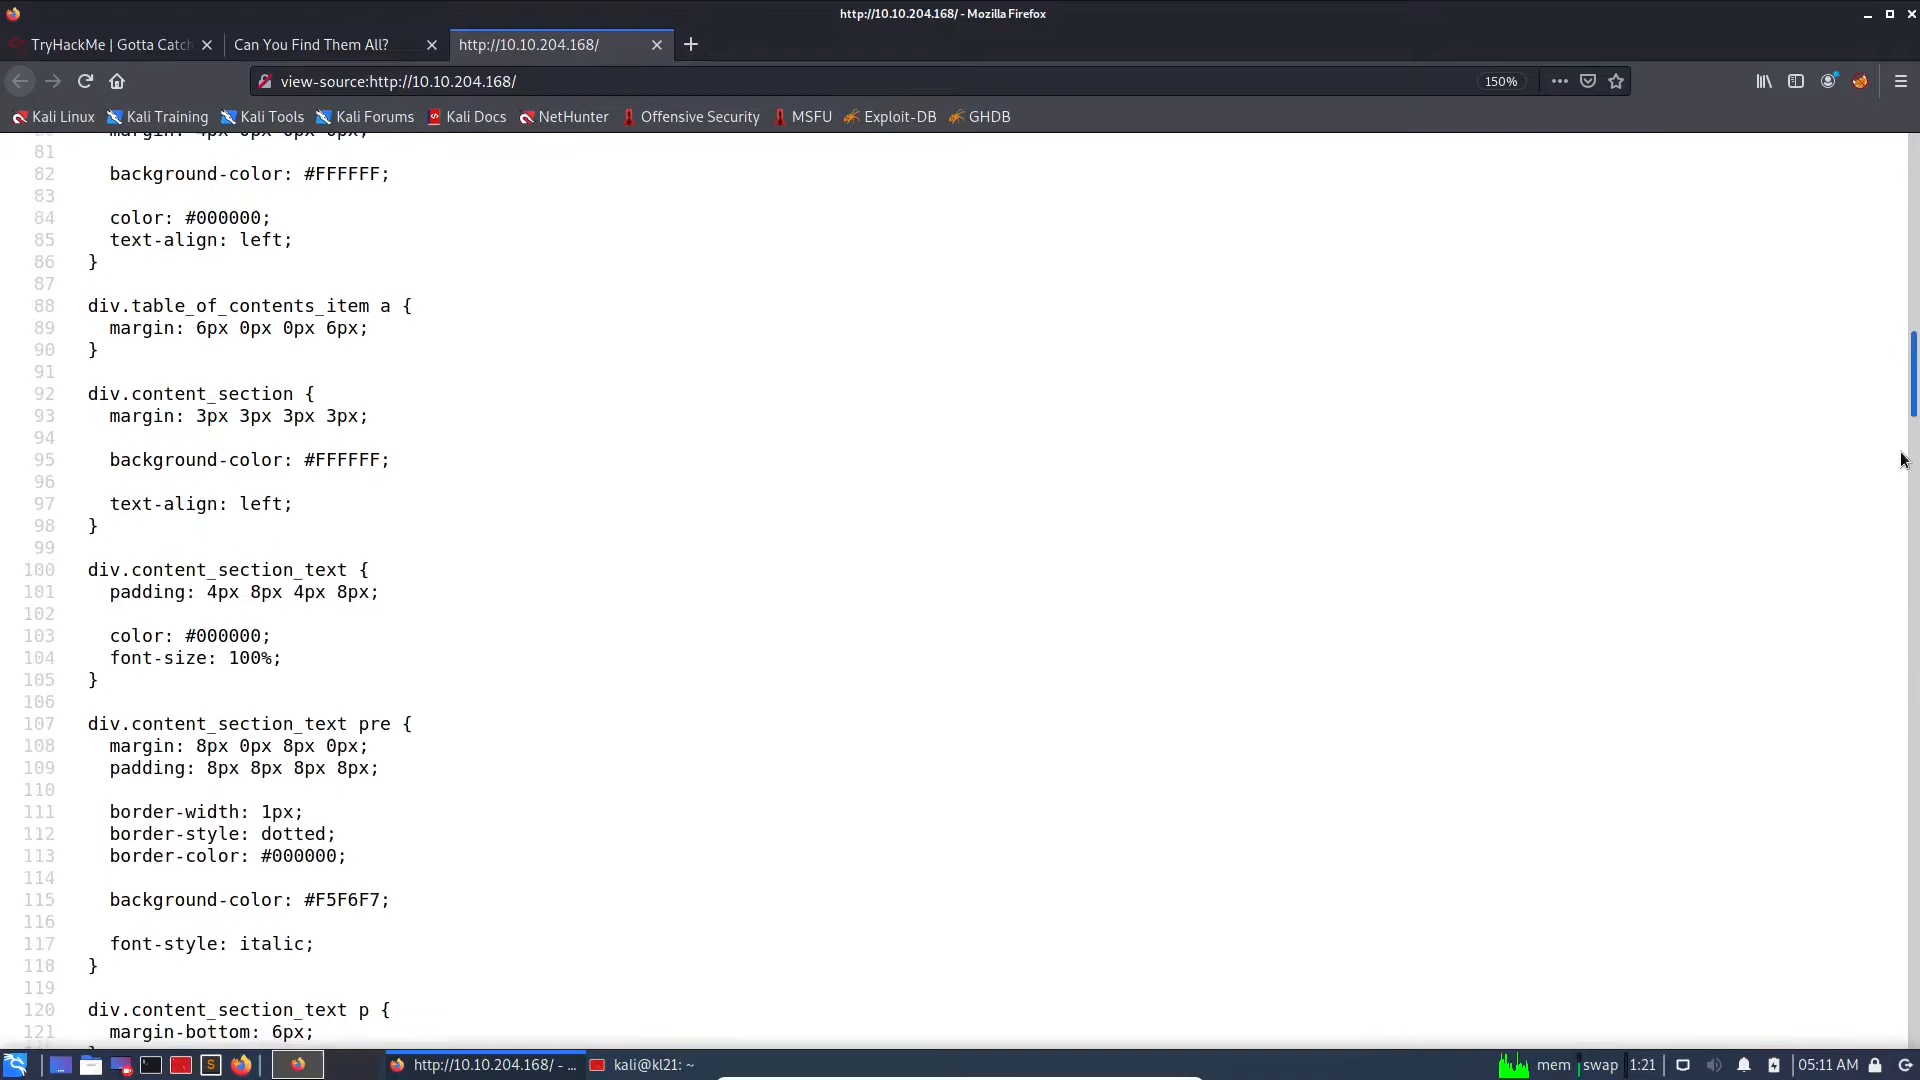 http://10.10.204.168/ - Mozilla Firefox
TryHackMe | Gotta Catch
Can You Find Them All?
http://10.10.204.168/
view-source:http://10.10.204.168/
150%
Kali Linux
Kali Training
Kali Tools
Kali Forums
Kali Docs
NetHunter
Offensive Security
MSFU
Exploit-DB
GHDB
80 margin: 4px 0px 0px 0px;
81
82 background-color: #FFFFFF;
83
84 color: #000000;
85 text-align: left;
86 }
87
88 div.table_of_contents_item a {
89 margin: 6px 0px 0px 6px;
90 }
91
92 div.content_section {
93 margin: 3px 3px 3px 3px;
94
95 background-color: #FFFFFF;
96
97 text-align: left;
98 }
99
100 div.content_section_text {
101 padding: 4px 8px 4px 8px;
102
103 color: #000000;
104 font-size: 100%;
105 }
106
107 div.content_section_text pre {
108 margin: 8px 0px 8px 0px;
109 padding: 8px 8px 8px 8px;
110
111 border-width: 1px;
112 border-style: dotted;
113 border-color: #000000;
114
115 background-color: #F5F6F7;
116
117 font-style: italic;
118 }
119
120 div.content_section_text p {
121 margin-bottom: 6px;
http://10.10.204.168/ - ...
kali@kl21: ~
mem
swap
1:21
05:11 AM